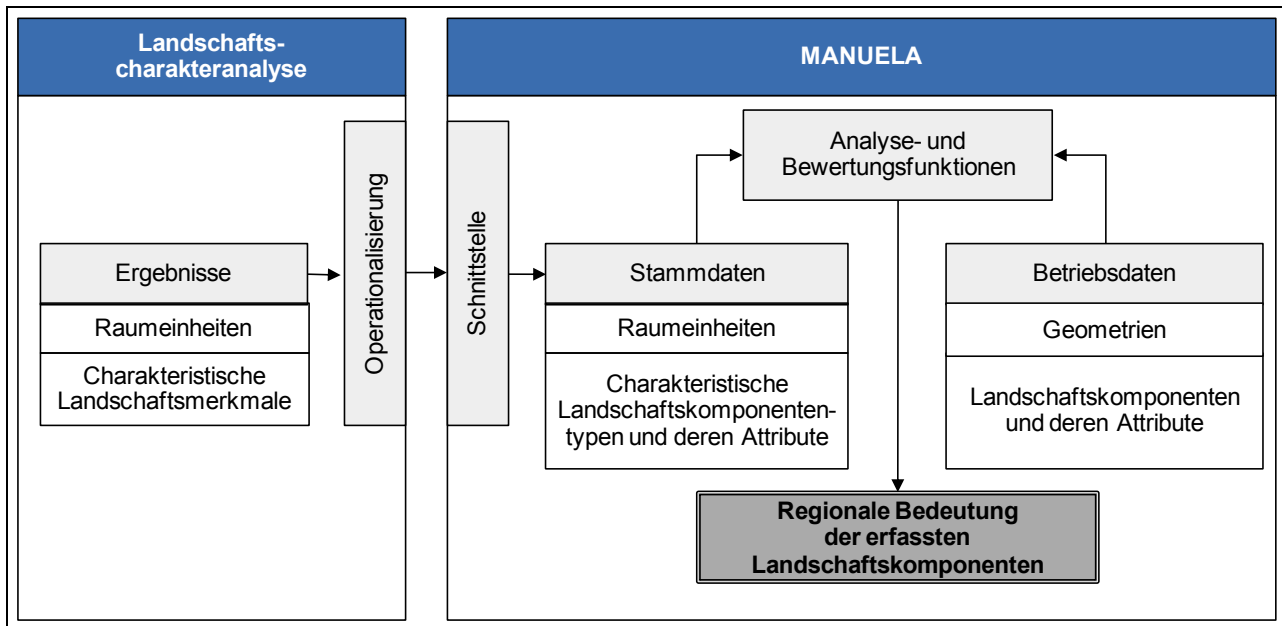 Landschafts-
charakteranalyse
MANUELA
Ergebnisse
Raumeinheiten
Charakteristische
Landschaftsmerkmale
Operationalisierung
Schnittstelle
Analyse- und
Bewertungsfunktionen
Stammdaten
Raumeinheiten
Charakteristische
Landschaftskomponenten-
typen und deren Attribute
Betriebsdaten
Geometrien
Landschaftskomponenten
und deren Attribute
Regionale Bedeutung
der erfassten
Landschaftskomponenten